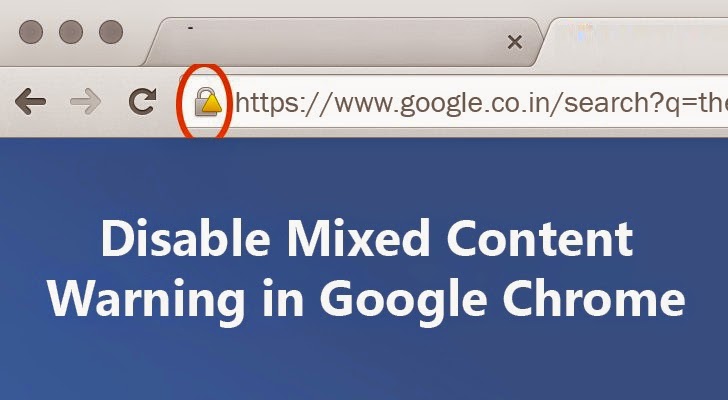 https://www.google.co.in/search?q=the
Disable Mixed Content
Warning in Google Chrome